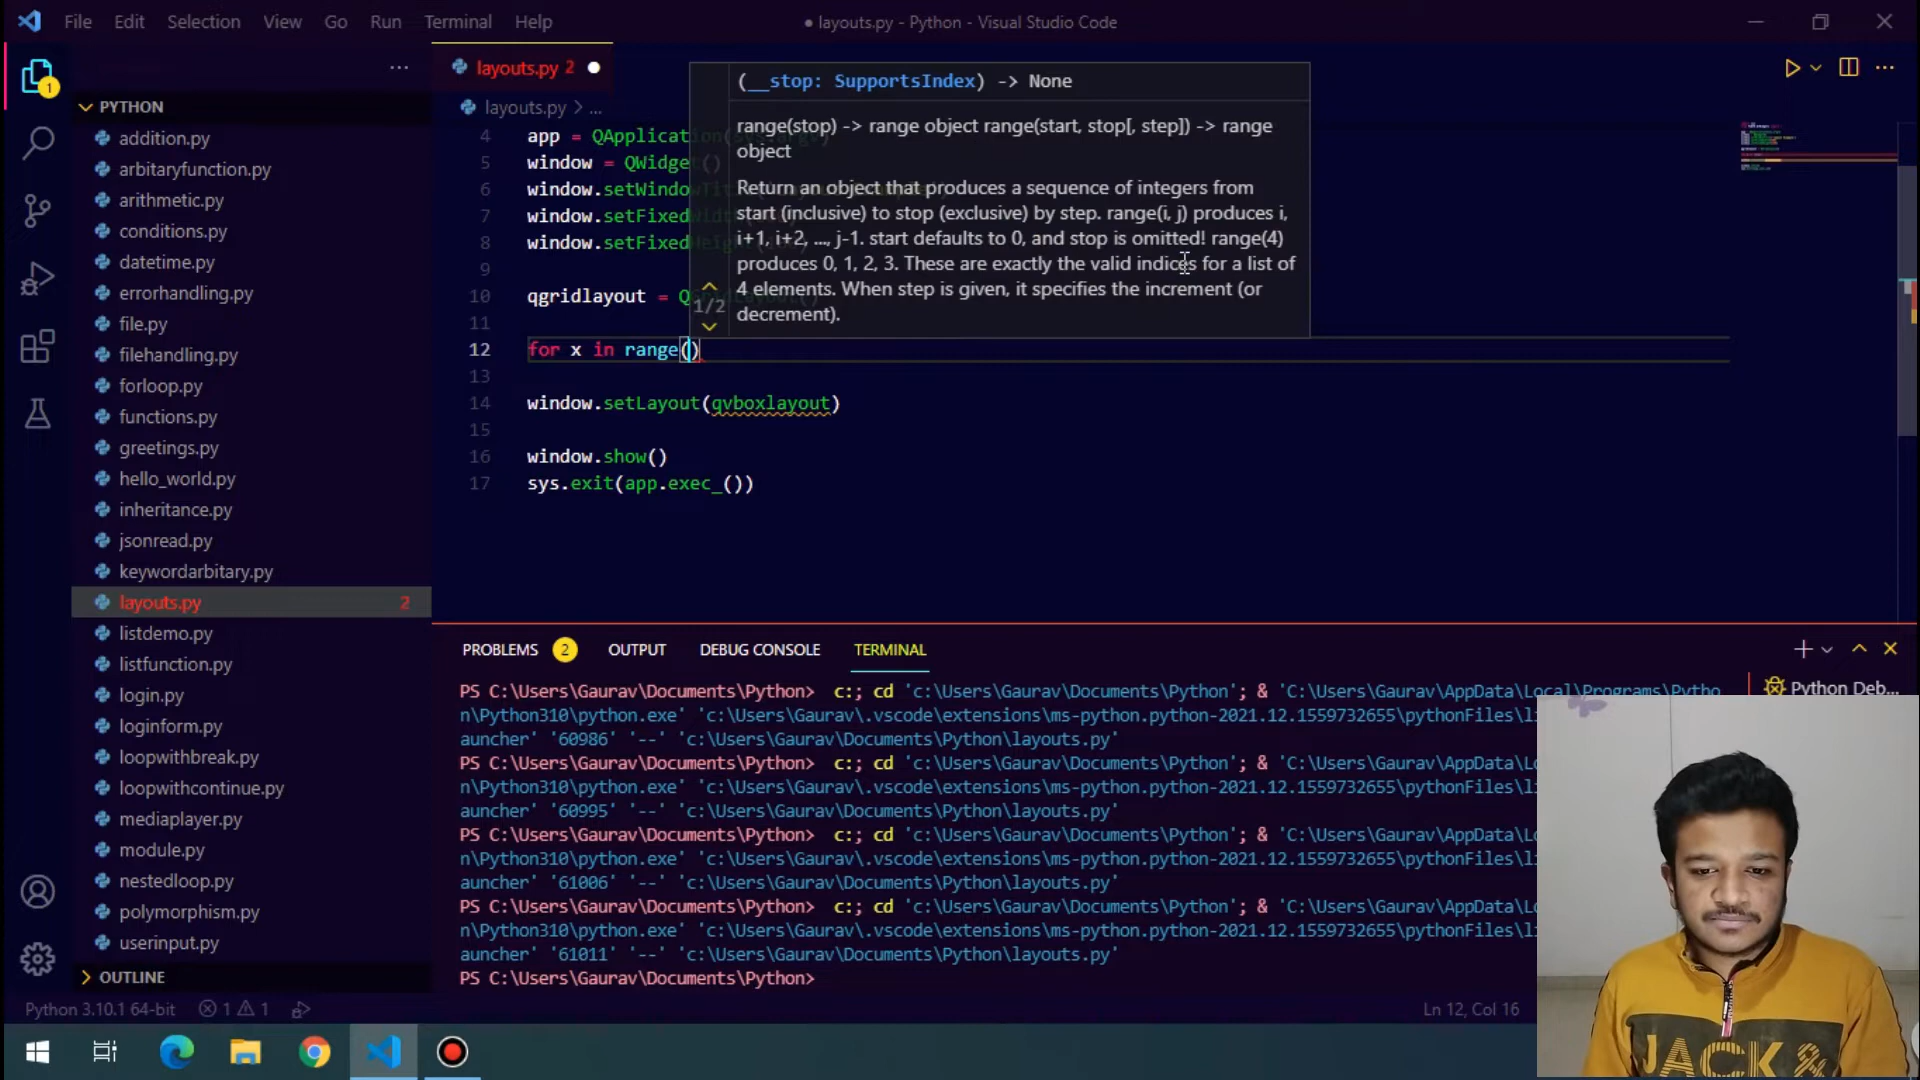 File Edit Selection View Go Run Terminal Help
● layouts.py - Python - Visual Studio Code
1
PYTHON
addition.py
arbitaryfunction.py
arithmetic.py
conditions.py
datetime.py
errorhandling.py
file.py
filehandling.py
forloop.py
functions.py
greetings.py
hello_world.py
inheritance.py
jsonread.py
keywordarbitary.py
layouts.py 2
listdemo.py
listfunction.py
login.py
loginform.py
loopwithbreak.py
loopwithcontinue.py
mediaplayer.py
module.py
nestedloop.py
polymorphism.py
userinput.py
OUTLINE
layouts.py 2
layouts.py > ...
4 app = QApplicati
5 window = QWidget()
6 window.setWindowTi
7 window.setFixed
8 window.setFixed
9
10 qgridlayout = Q
11
12 for x in range()
13
14 window.setLayout(qvboxlayout)
15
16 window.show()
17 sys.exit(app.exec_())
(__stop: SupportsIndex) -> None
range(stop) -> range object range(start, stop[, step]) -> range
object
Return an object that produces a sequence of integers from
start (inclusive) to stop (exclusive) by step. range(i, j) produces i,
i+1, i+2, ..., j-1. start defaults to 0, and stop is omitted! range(4)
produces 0, 1, 2, 3. These are exactly the valid indices for a list of
4 elements. When step is given, it specifies the increment (or
decrement).
1/2
PROBLEMS 2 OUTPUT DEBUG CONSOLE TERMINAL
Python Deb...
PS C:\Users\Gaurav\Documents\Python> c:; cd 'c:\Users\Gaurav\Documents\Python'; & 'C:\Users\Gaurav\AppData\Local\Programs\Pytho
n\Python310\python.exe' 'c:\Users\Gaurav\.vscode\extensions\ms-python.python-2021.12.1559732655\pythonFiles\li
auncher' '60986' '--' 'c:\Users\Gaurav\Documents\Python\layouts.py'
PS C:\Users\Gaurav\Documents\Python> c:; cd 'c:\Users\Gaurav\Documents\Python'; & 'C:\Users\Gaurav\AppData\Lo
n\Python310\python.exe' 'c:\Users\Gaurav\.vscode\extensions\ms-python.python-2021.12.1559732655\pythonFiles\li
auncher' '60995' '--' 'c:\Users\Gaurav\Documents\Python\layouts.py'
PS C:\Users\Gaurav\Documents\Python> c:; cd 'c:\Users\Gaurav\Documents\Python'; & 'C:\Users\Gaurav\AppData\Lo
n\Python310\python.exe' 'c:\Users\Gaurav\.vscode\extensions\ms-python.python-2021.12.1559732655\pythonFiles\li
auncher' '61006' '--' 'c:\Users\Gaurav\Documents\Python\layouts.py'
PS C:\Users\Gaurav\Documents\Python> c:; cd 'c:\Users\Gaurav\Documents\Python'; & 'C:\Users\Gaurav\AppData\Lo
n\Python310\python.exe' 'c:\Users\Gaurav\.vscode\extensions\ms-python.python-2021.12.1559732655\pythonFiles\li
auncher' '61011' '--' 'c:\Users\Gaurav\Documents\Python\layouts.py'
PS C:\Users\Gaurav\Documents\Python>
Python 3.10.1 64-bit 1 1
Ln 12, Col 16
JACK &